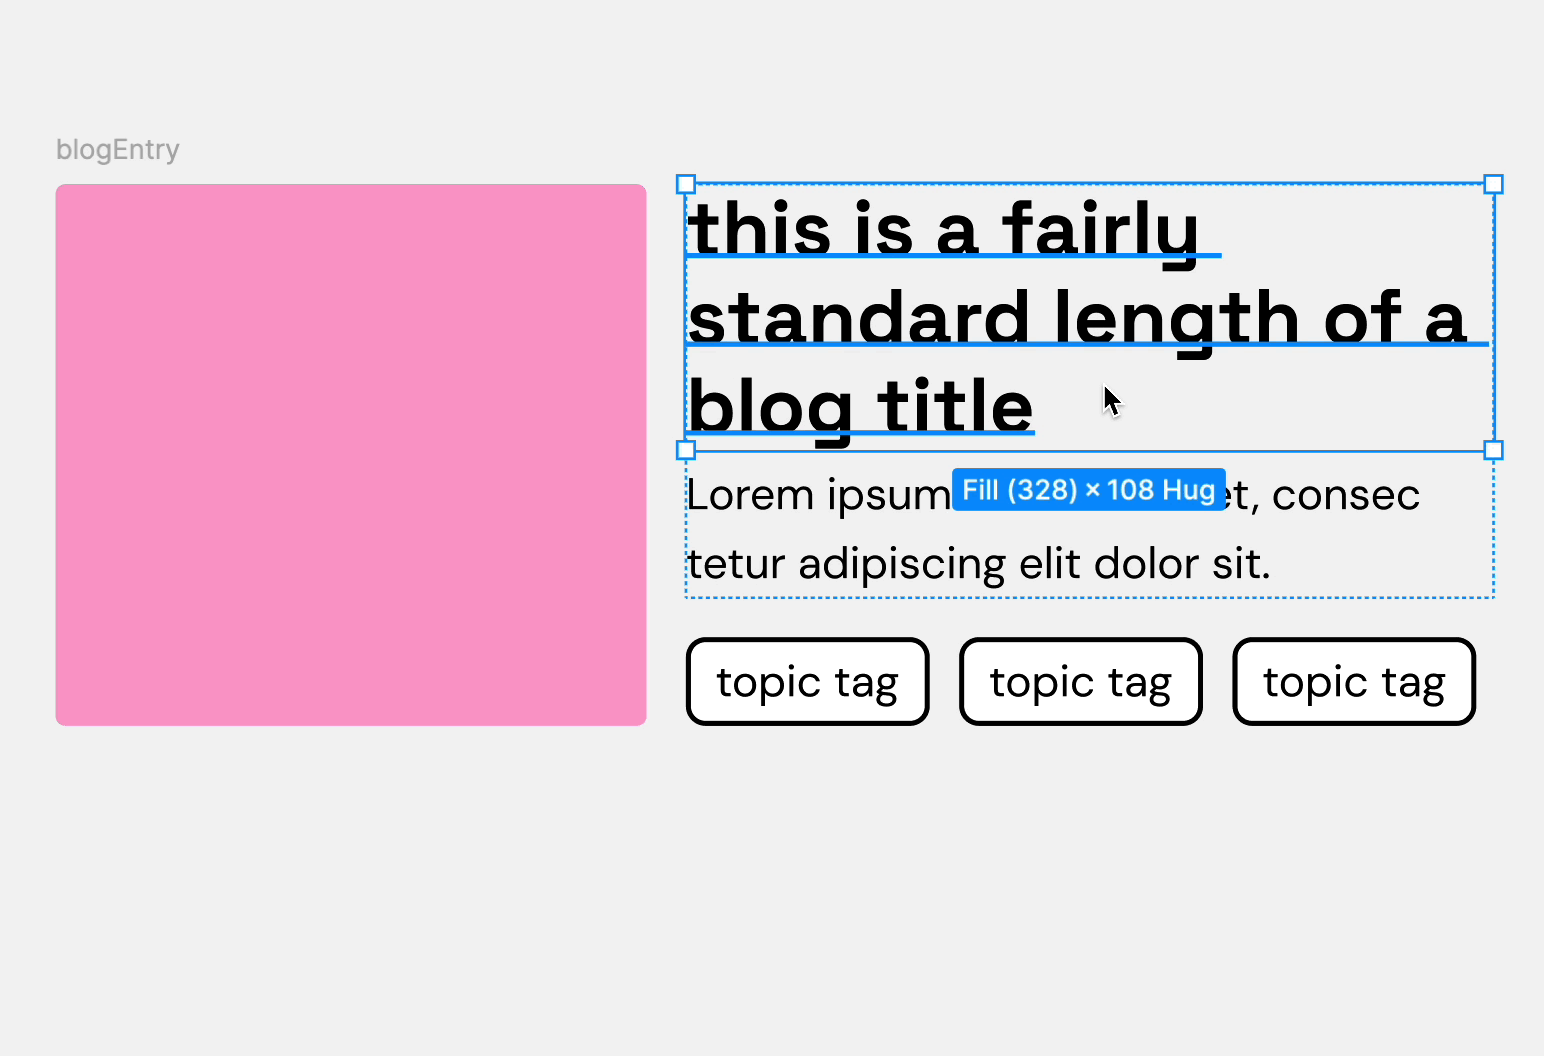 blogEntry
this is a fairly
standard length of a
blog title
Lorem ipsum et, consec
Fill (328) × 108 Hug
tetur adipiscing elit dolor sit.
topic tag topic tag topic tag